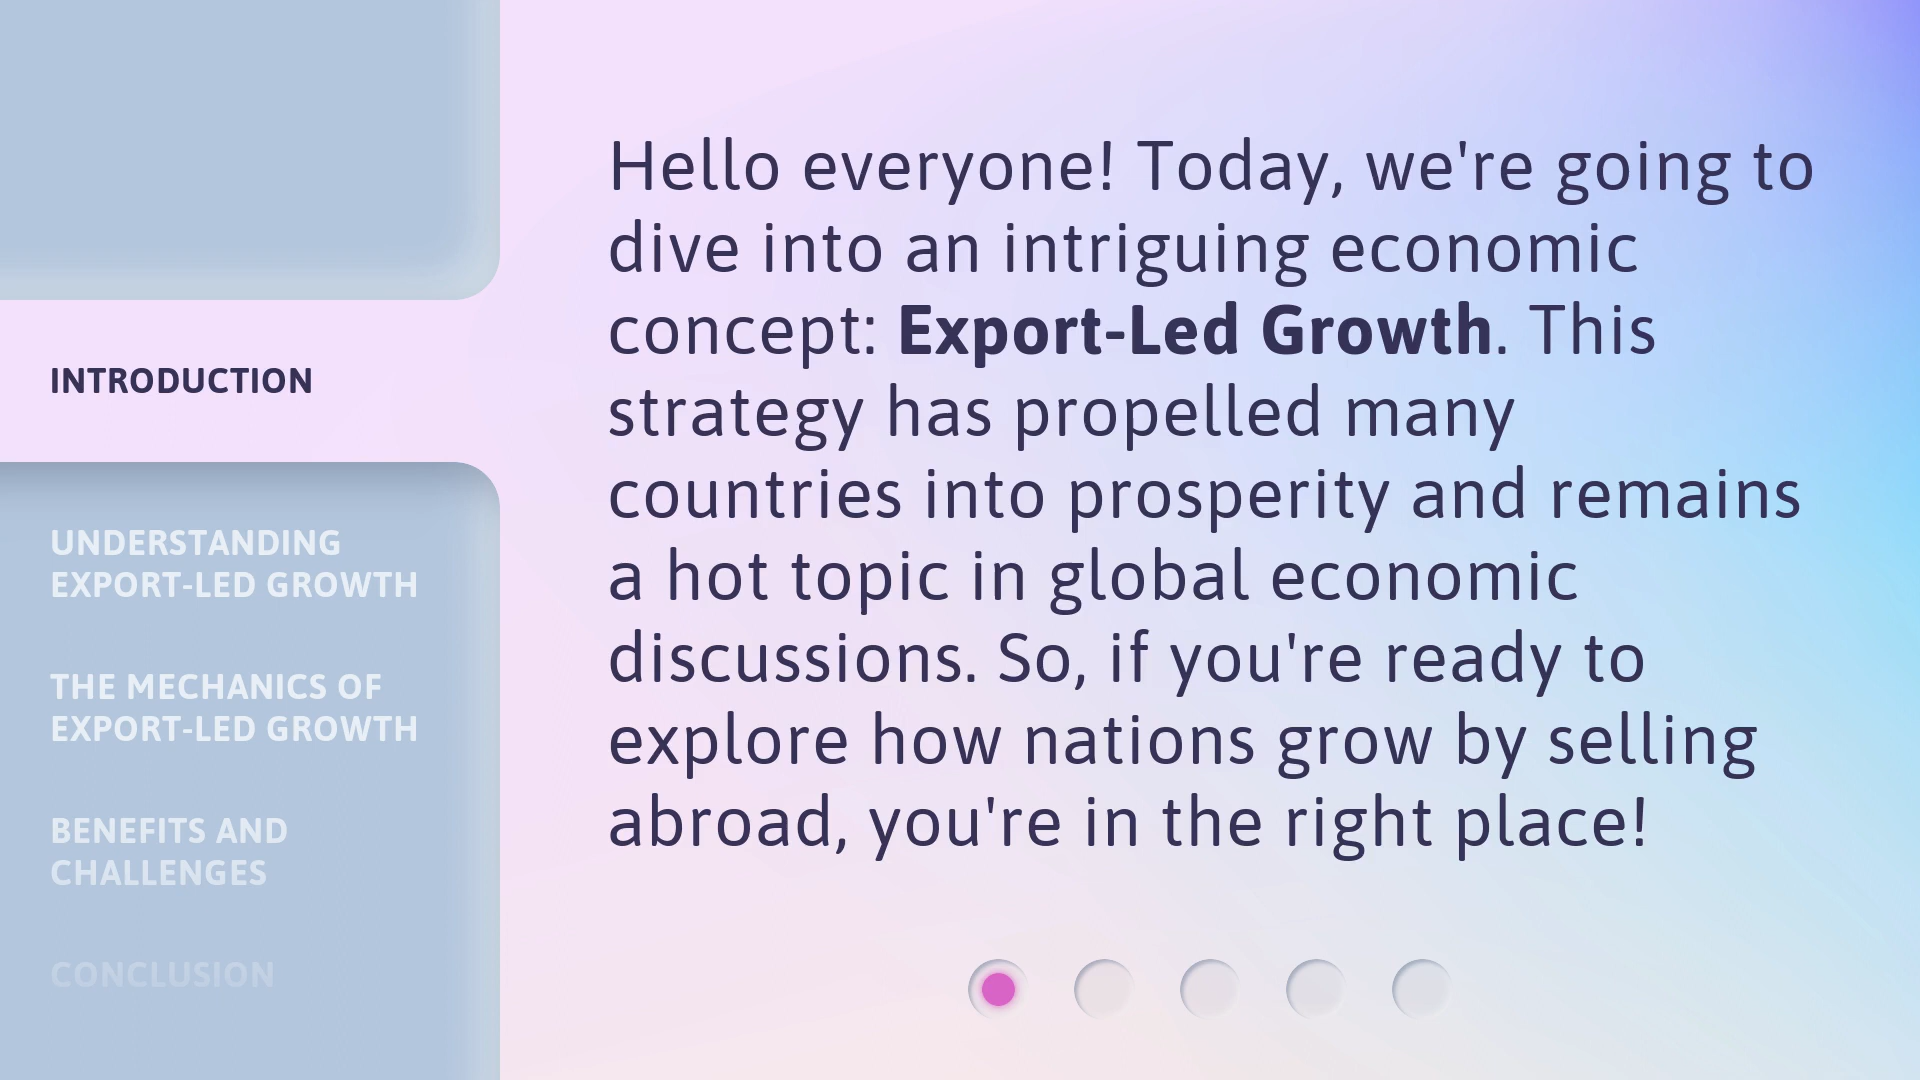 INTRODUCTION
UNDERSTANDING
EXPORT-LED GROWTH
THE MECHANICS OF
EXPORT-LED GROWTH
BENEFITS AND
CHALLENGES
CONCLUSION
Hello everyone! Today, we're going to
dive into an intriguing economic
concept: Export-Led Growth. This
strategy has propelled many
countries into prosperity and remains
a hot topic in global economic
discussions. So, if you're ready to
explore how nations grow by selling
abroad, you're in the right place!